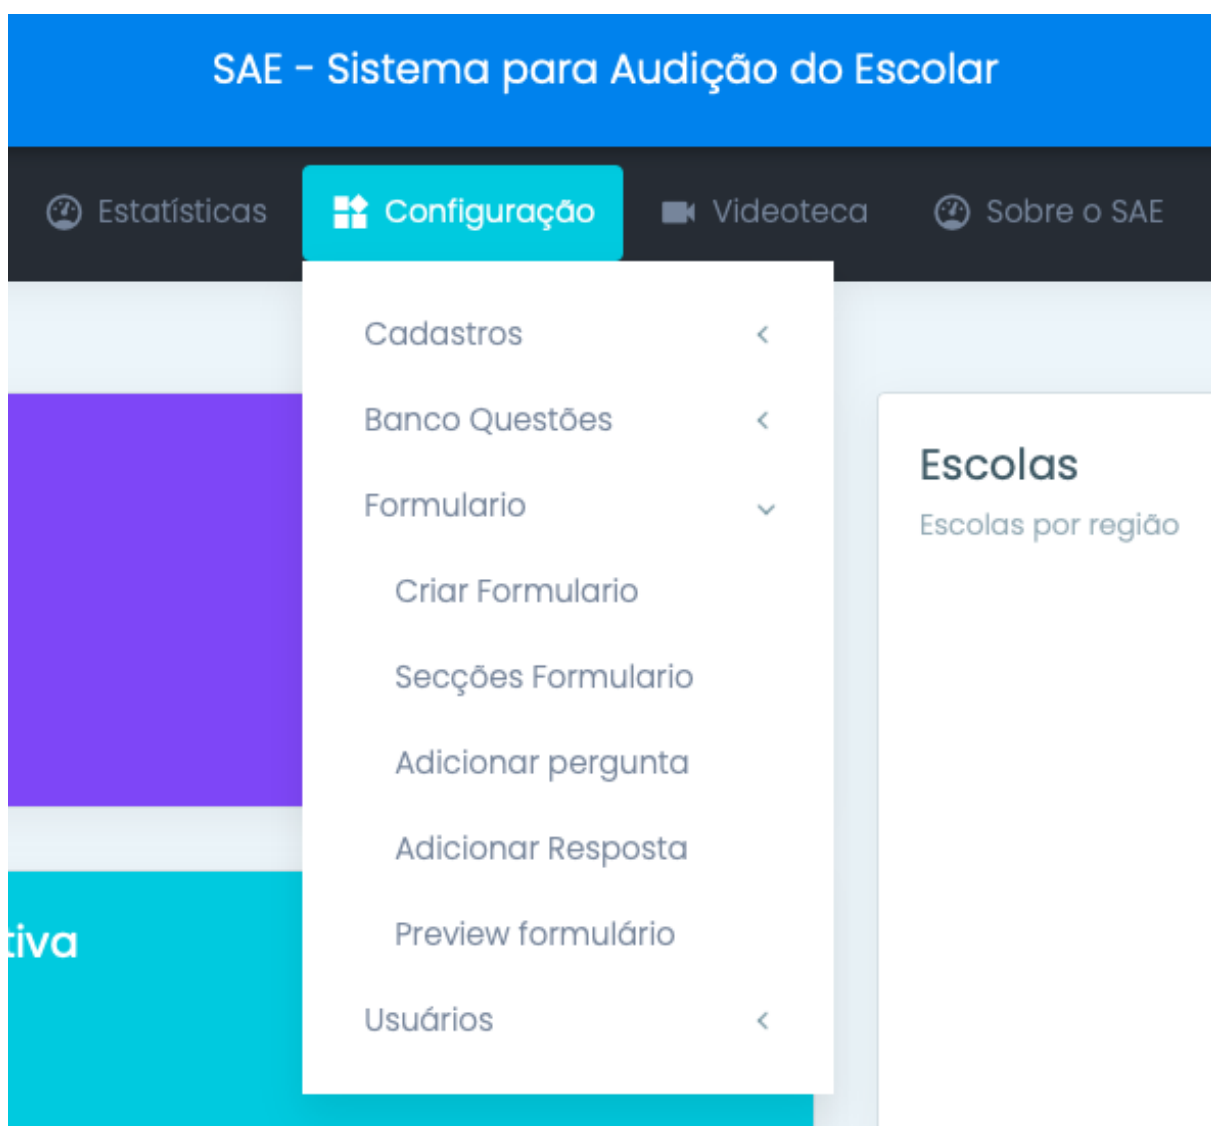 SAE - Sistema para Audição do Escolar
Estatísticas Configuração Videoteca Sobre o SAE
Cadastros
Banco Questões
Formulario
Criar Formulario
Secções Formulario
Adicionar pergunta
Adicionar Resposta
Preview formulário
Usuários
Escolas
Escolas por região
tiva